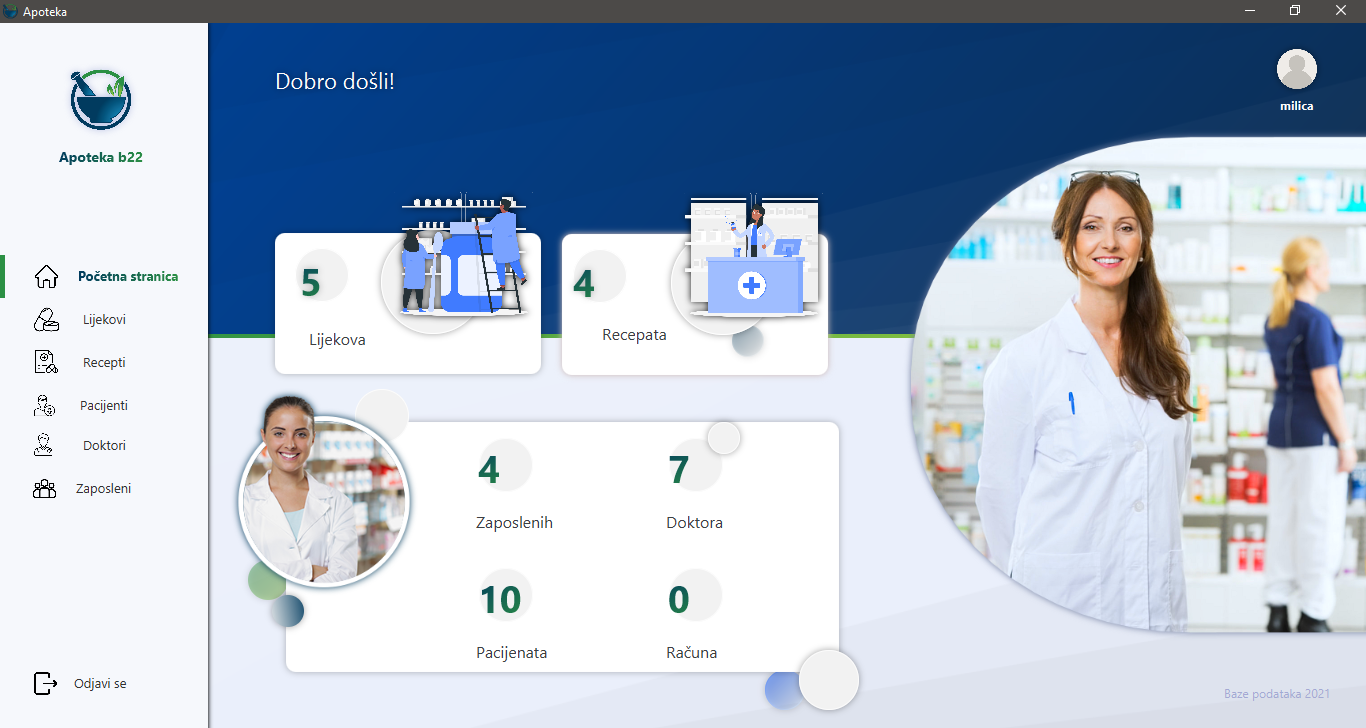 Apoteka
Apoteka b22
Početna stranica
Lijekovi
Recepti
Pacijenti
Doktori
Zaposleni
Odjavi se
Dobro došli!
milica
5
Lijekova
4
Recepata
4
Zaposlenih
7
Doktora
10
Pacijenata
0
Računa
Baze podataka 2021